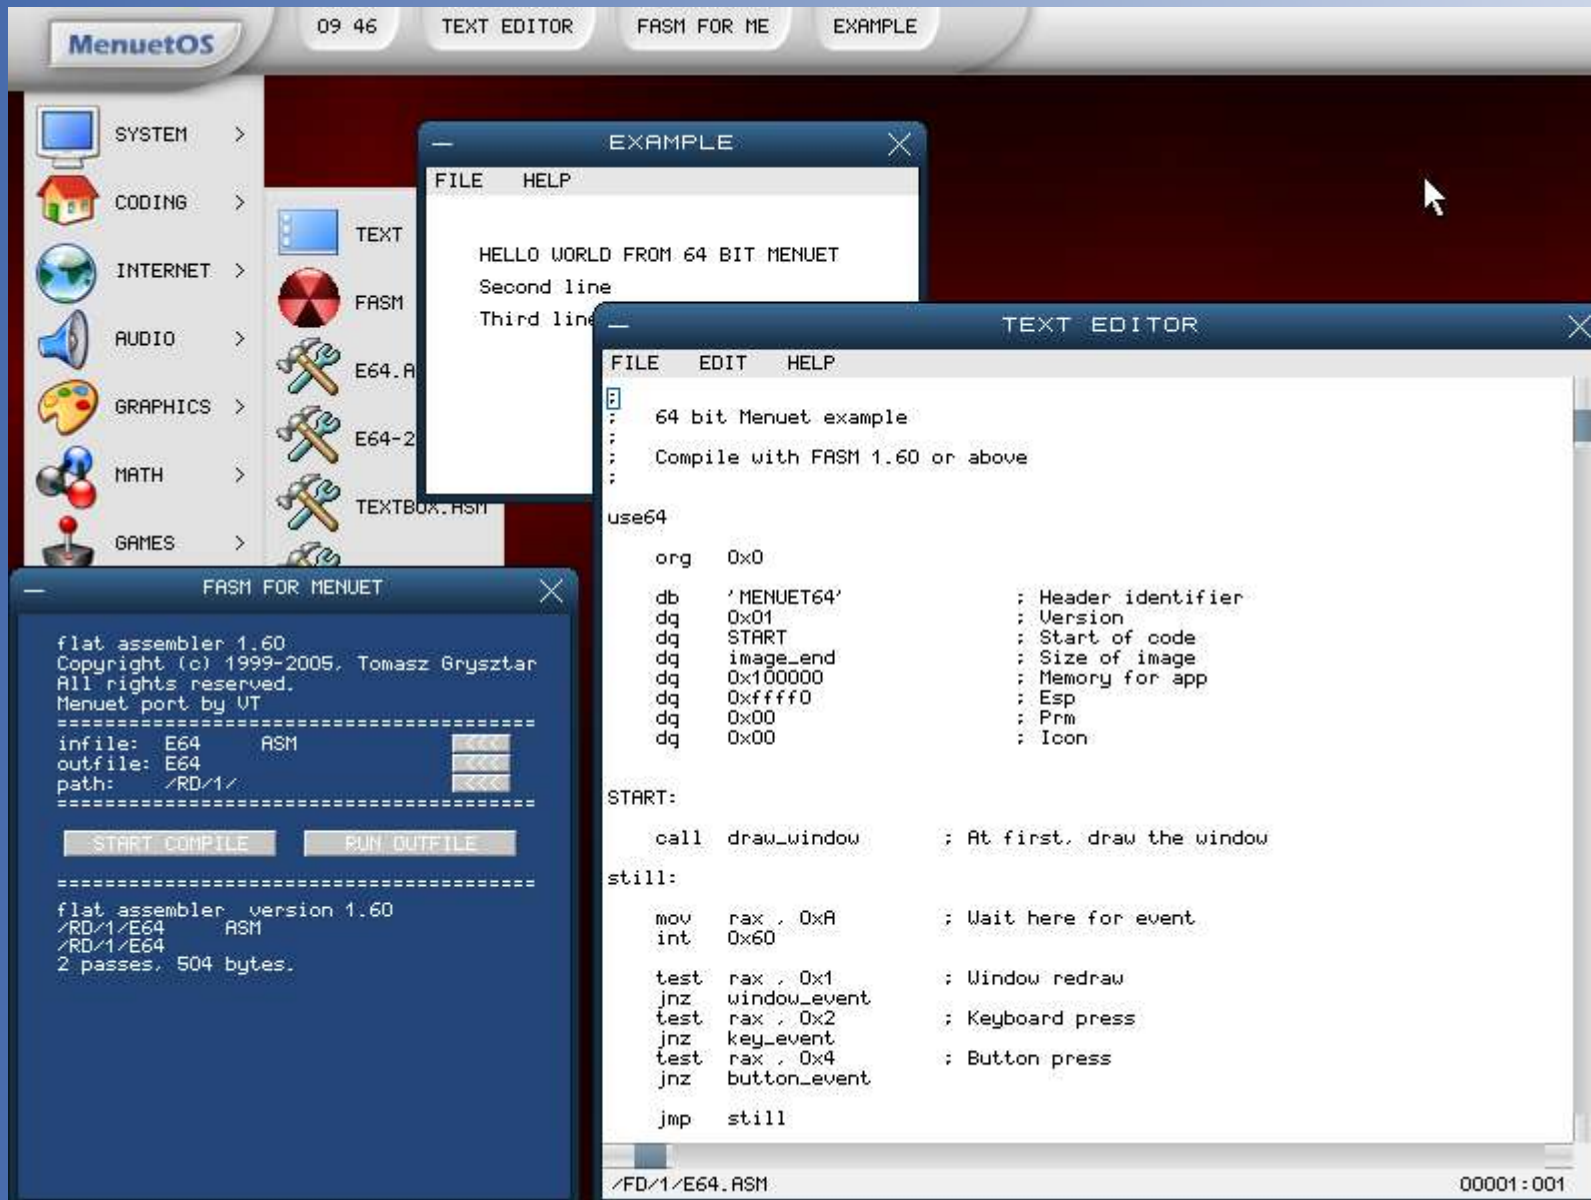 MenuetOS
09 46
TEXT EDITOR
FASM FOR ME
EXAMPLE
SYSTEM >
CODING >
INTERNET >
AUDIO >
GRAPHICS >
MATH >
GAMES >
TEXT
FASM
E64.A
E64-2
TEXTBOX.ASM
EXAMPLE
FILE HELP
HELLO WORLD FROM 64 BIT MENUET
Second line
Third line
FASM FOR MENUET
flat assembler 1.60
Copyright (c) 1999-2005, Tomasz Grysztar
All rights reserved.
Menuet port by VT
========================================
infile: E64 ASM <<<
outfile: E64 <<<
path: /RD/1/ <<<
========================================
START COMPILE RUN OUTFILE
========================================
flat assembler version 1.60
/RD/1/E64 ASM
/RD/1/E64
2 passes, 504 bytes.
TEXT EDITOR
FILE EDIT HELP
;
; 64 bit Menuet example
;
; Compile with FASM 1.60 or above
;
use64
org 0x0
db 'MENUET64' ; Header identifier
dq 0x01 ; Version
dq START ; Start of code
dq image_end ; Size of image
dq 0x100000 ; Memory for app
dq 0xffff0 ; Esp
dq 0x00 ; Prm
dq 0x00 ; Icon
START:
call draw_window ; At first, draw the window
still:
mov rax , 0xA ; Wait here for event
int 0x60
test rax , 0x1 ; Window redraw
jnz window_event
test rax , 0x2 ; Keyboard press
jnz key_event
test rax , 0x4 ; Button press
jnz button_event
jmp still
/FD/1/E64.ASM 00001:001